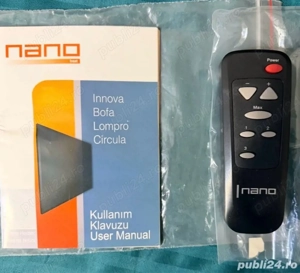 nano
Innova
Bofa
Lompro
Circula
Kullanım
Klavuzu
User Manual
Power
Max
nano
publi24.ro